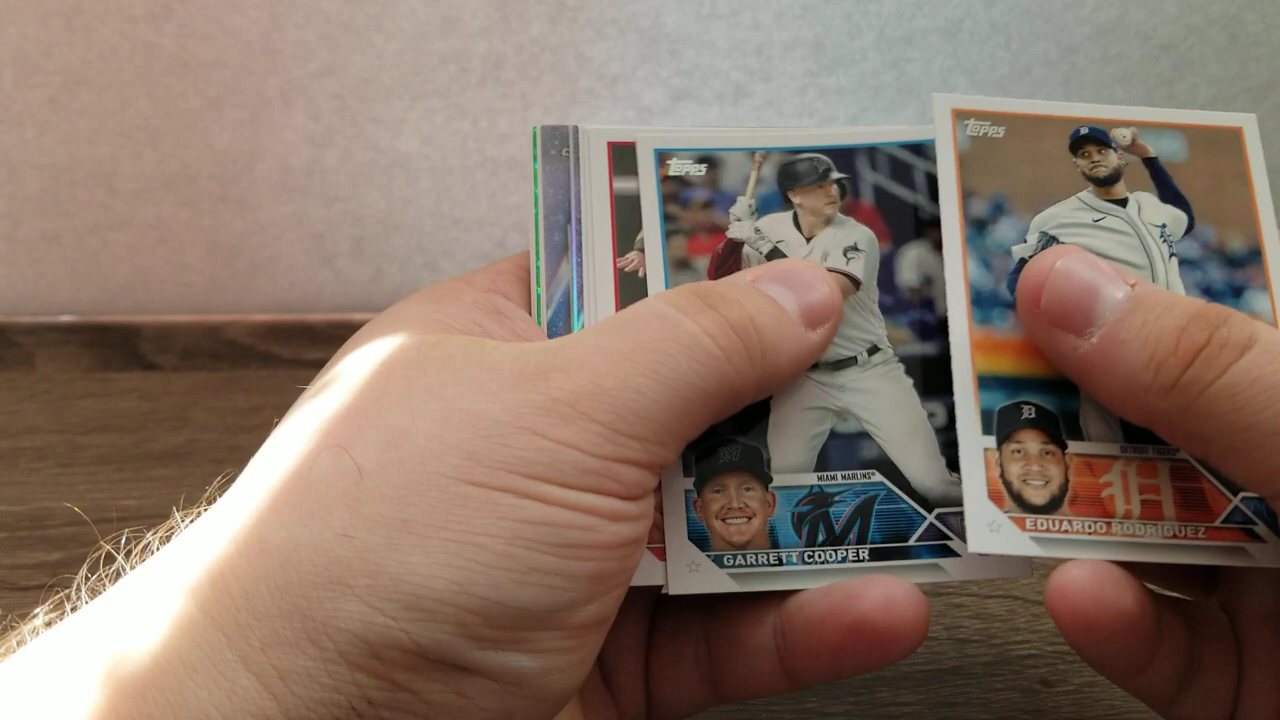 Topps
MIAMI MARLINS
M
GARRETT COOPER
Topps
D
D
DETROIT TIGERS
EDUARDO RODRIGUEZ